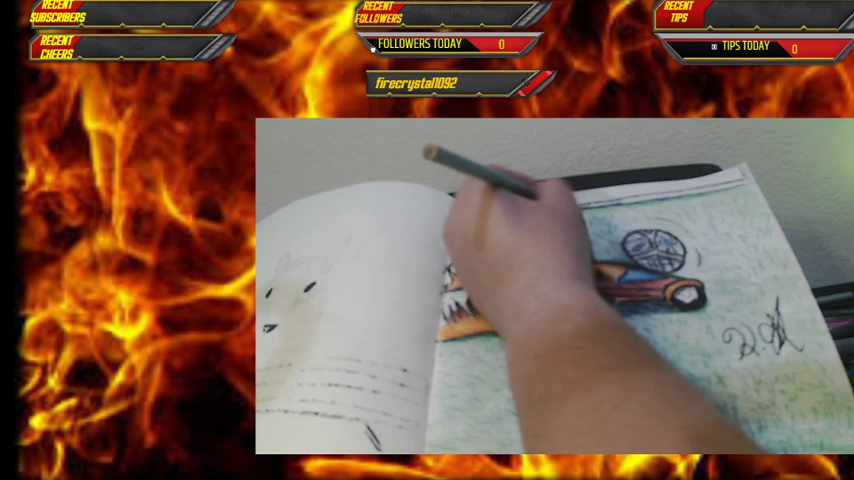 RECENT
SUBSCRIBERS
RECENT
FOLLOWERS
RECENT
TIPS
RECENT
CHEERS
FOLLOWERS TODAY 0
TIPS TODAY 0
firecrystal1092